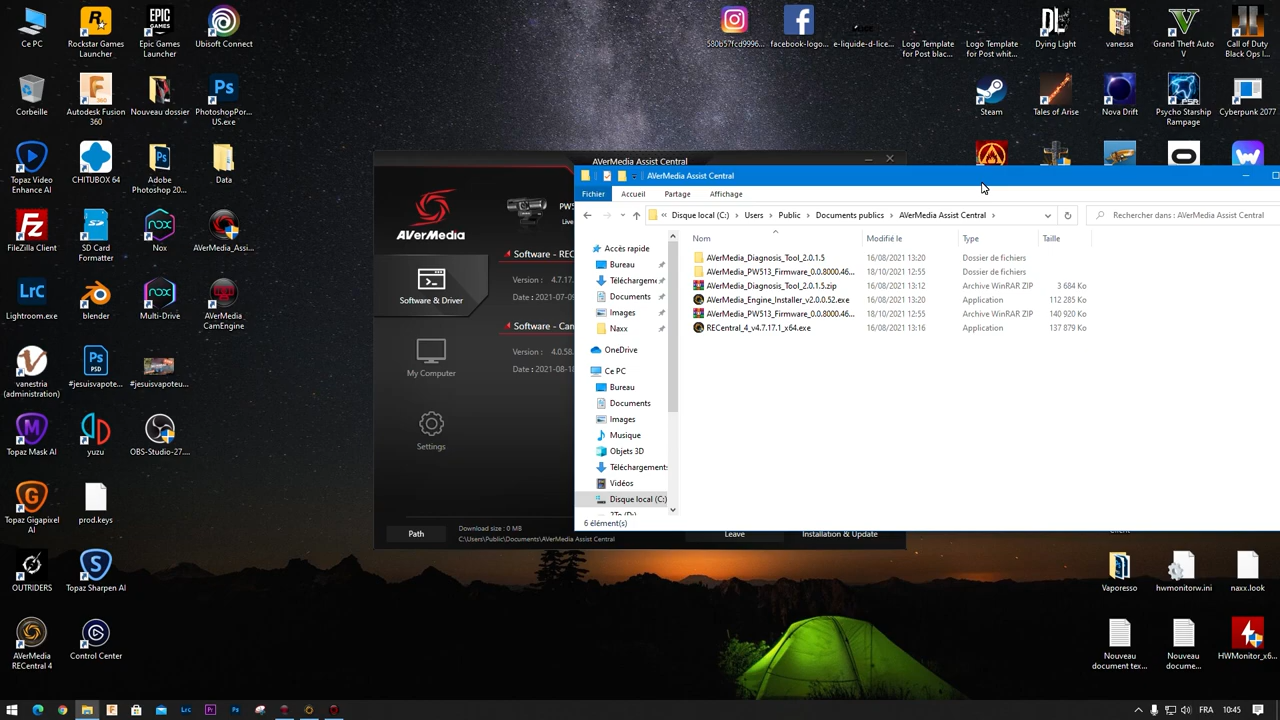 Ce PC
Rockstar Games Launcher
Epic Games Launcher
Ubisoft Connect
Corbeille
Autodesk Fusion 360
Nouveau dossier
PhotoshopPor... US.exe
Topaz Video Enhance AI
CHITUBOX 64
Adobe Photoshop 20...
Data
FileZilla Client
SD Card Formatter
Nox
AVerMedia_Assi...
Lightroom.exe
blender
Multi-Drive
AVerMedia CamEngine
vanestria (administration)
#jesuisvapote...
#jesuisvapote...
Topaz Mask AI
yuzu
OBS-Studio-27....
Topaz Gigapixel AI
prod.keys
OUTRIDERS
Topaz Sharpen AI
AVerMedia RECentral 4
Control Center
580b57fcd9996...
facebook-logo...
e-liquide-d-lice...
Logo Template for Post blac...
Logo Template for Post whit...
Dying Light
vanessa
Grand Theft Auto V
Call of Duty Black Ops I...
Steam
Tales of Arise
Nova Drift
Psycho Starship Rampage
Cyberpunk 2077
AVerMedia Assist Central
AVerMedia
Software & Driver
My Computer
Settings
PW5
Live
Software - REC
Version : 4.7.17.
Date : 2021-07-09
Software - Cam
Version : 4.0.58.
Date : 2021-08-18
Path
Download size : 0 MB
C:\Users\Public\Documents\AVerMedia Assist Central
Leave
Installation & Update
AVerMedia Assist Central
Fichier Accueil Partage Affichage
« Disque local (C:) > Users > Public > Documents publics > AVerMedia Assist Central >
Rechercher dans : AVerMedia Assist Central
Accès rapide
Bureau
Téléchargeme
Documents
Images
Naxx
OneDrive
Ce PC
Bureau
Documents
Images
Musique
Objets 3D
Téléchargement:
Vidéos
Disque local (C:)
Nom Modifié le Type Taille
AVerMedia_Diagnosis_Tool_2.0.1.5 16/08/2021 13:20 Dossier de fichiers
AVerMedia_PW513_Firmware_0.0.8000.46... 18/10/2021 12:55 Dossier de fichiers
AVerMedia_Diagnosis_Tool_2.0.1.5.zip 16/08/2021 13:12 Archive WinRAR ZIP 3 684 Ko
AVerMedia_Engine_Installer_v2.0.0.52.exe 16/08/2021 13:20 Application 112 285 Ko
AVerMedia_PW513_Firmware_0.0.8000.46... 18/10/2021 12:55 Archive WinRAR ZIP 140 920 Ko
RECentral_4_v4.7.17.1_x64.exe 16/08/2021 13:16 Application 137 879 Ko
6 élément(s)
Vaporesso
hwmonitorw.ini
naxx.look
Nouveau document tex...
Nouveau docume...
HWMonitor_x6...
FRA
10:45